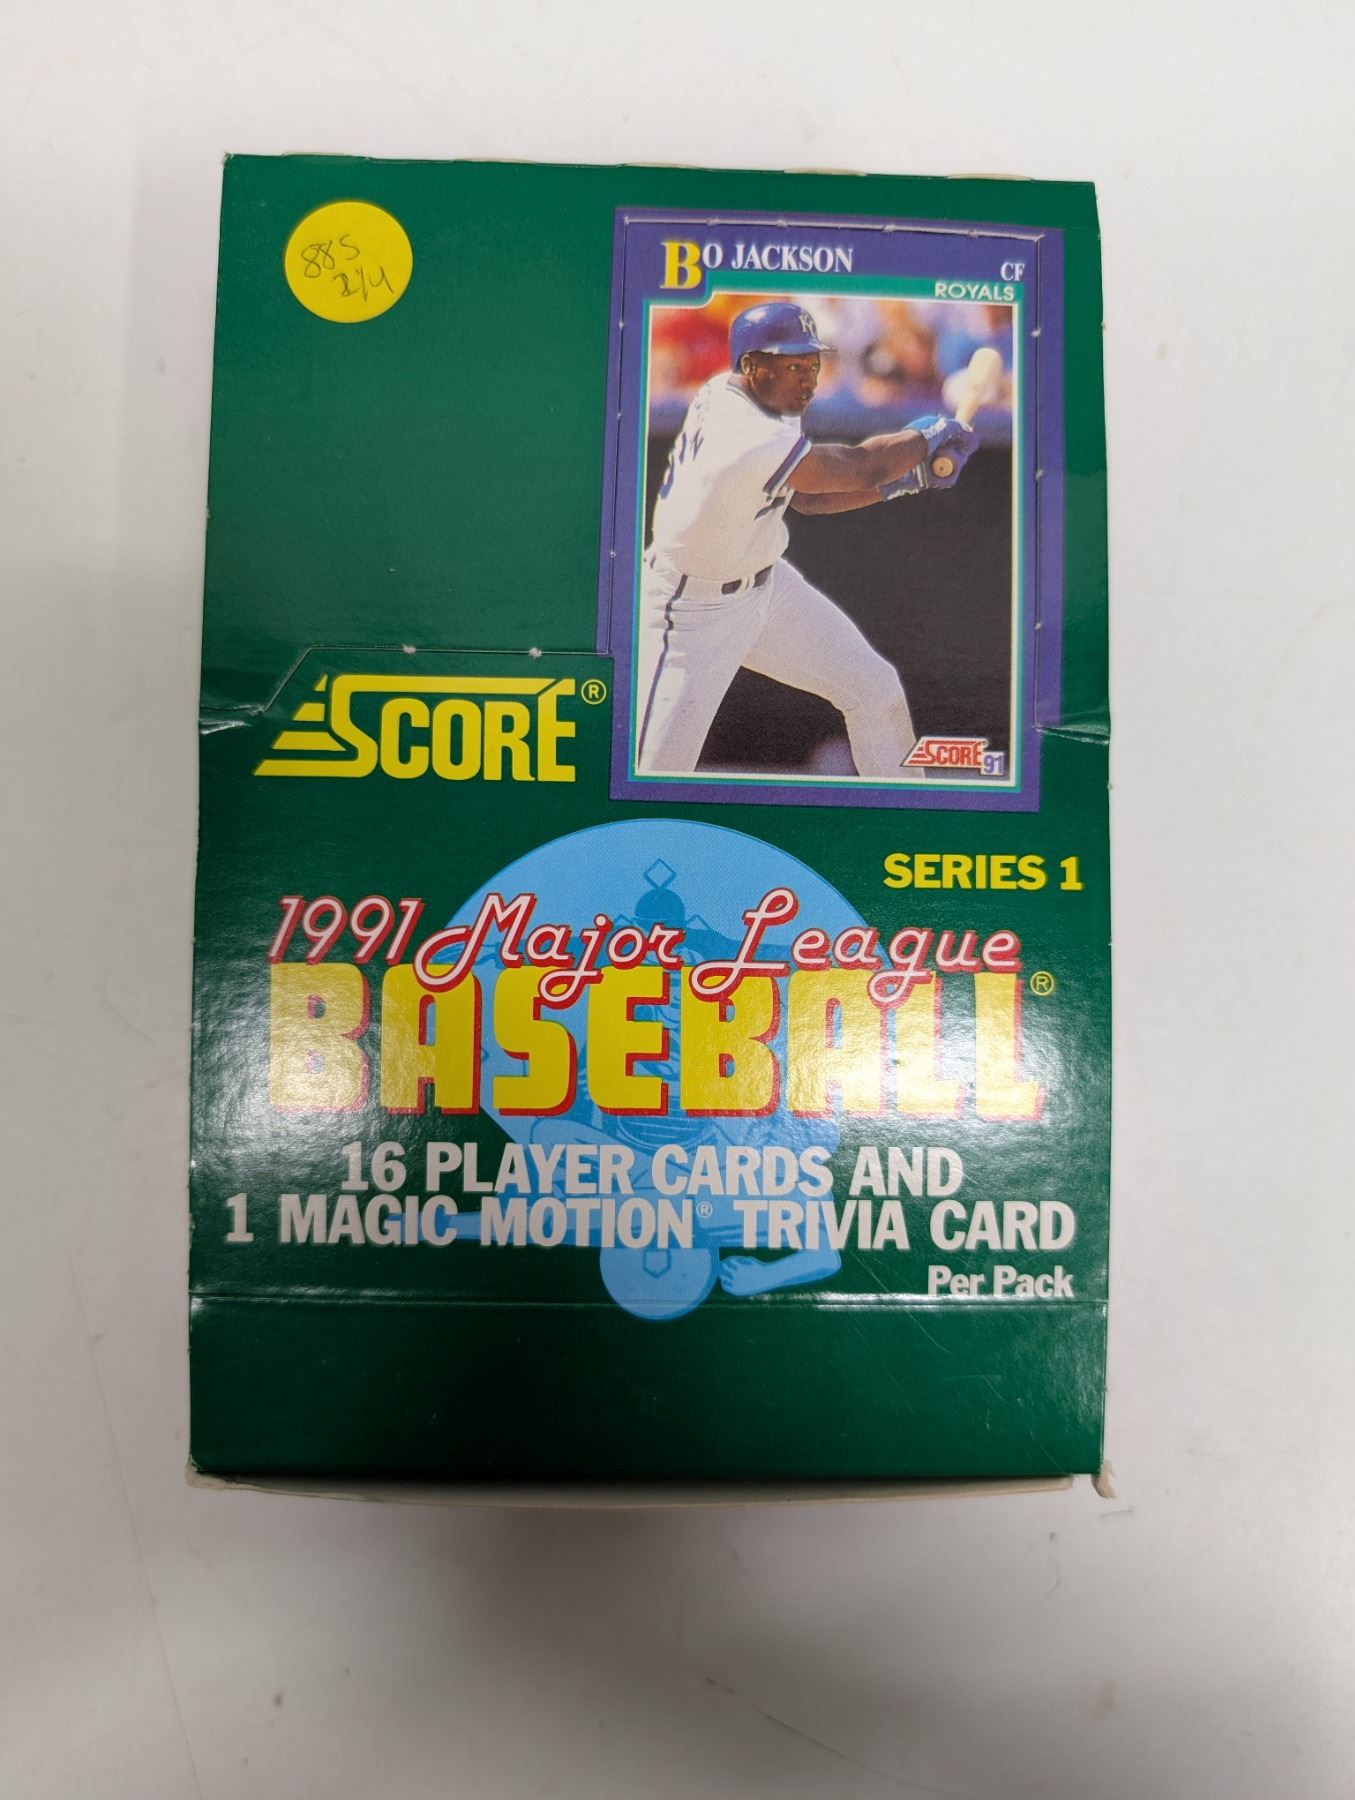 885
2/4
BO JACKSON
CF
ROYALS
SCORE 91
SCORE®
SERIES 1
1991 Major League
BASEBALL®
16 PLAYER CARDS AND
1 MAGIC MOTION® TRIVIA CARD
Per Pack